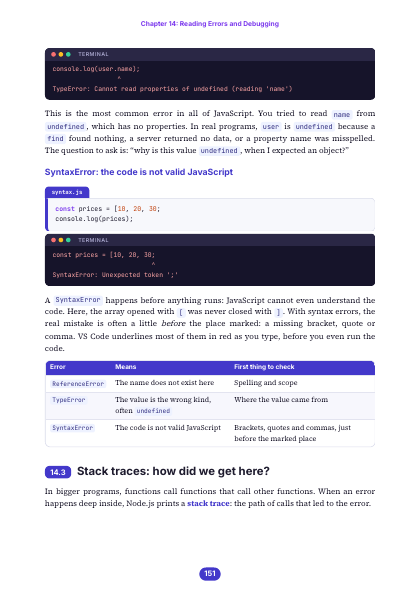 Chapter 14: Reading Errors and Debugging
TERMINAL
console.log(user.name);
^
TypeError: Cannot read properties of undefined (reading 'name')
This is the most common error in all of JavaScript. You tried to read name from
undefined, which has no properties. In real programs, user is undefined because a
find found nothing, a server returned no data, or a property name was misspelled.
The question to ask is: “why is this value undefined, when I expected an object?”
SyntaxError: the code is not valid JavaScript
syntax.js
const prices = [10, 20, 30;
console.log(prices);
TERMINAL
const prices = [10, 20, 30;
^
SyntaxError: Unexpected token ';'
A SyntaxError happens before anything runs: JavaScript cannot even understand the
code. Here, the array opened with [ was never closed with ]. With syntax errors, the
real mistake is often a little before the place marked: a missing bracket, quote or
comma. VS Code underlines most of them in red as you type, before you even run the
code.
Error Means First thing to check
ReferenceError The name does not exist here Spelling and scope
TypeError The value is the wrong kind, Where the value came from
often undefined
SyntaxError The code is not valid JavaScript Brackets, quotes and commas, just
before the marked place
14.3 Stack traces: how did we get here?
In bigger programs, functions call functions that call other functions. When an error
happens deep inside, Node.js prints a stack trace: the path of calls that led to the error.
151